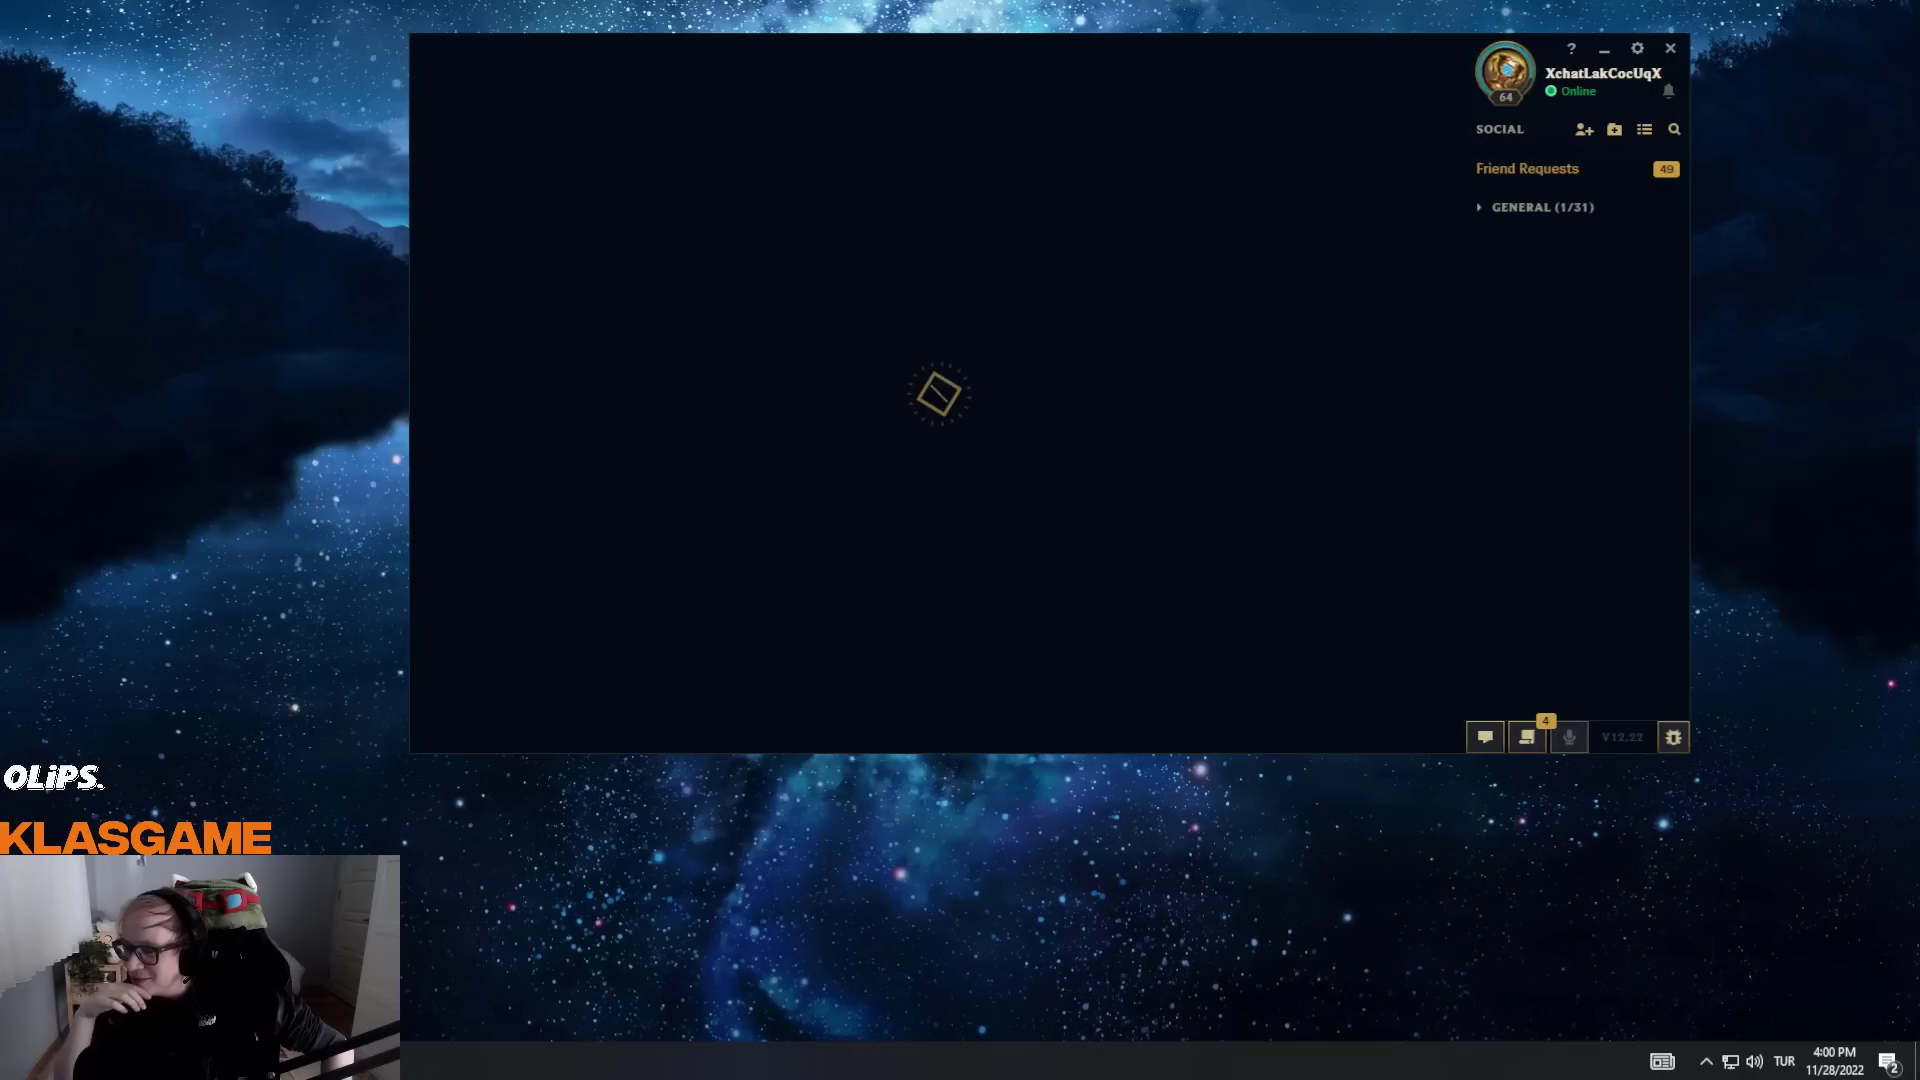 ?
XchatLakCocUqX
64
Online
SOCIAL
Friend Requests
49
GENERAL (1/31)
4
V12.22
OLiPS.
KLASGAME
TUR
4:00 PM
11/28/2022
2